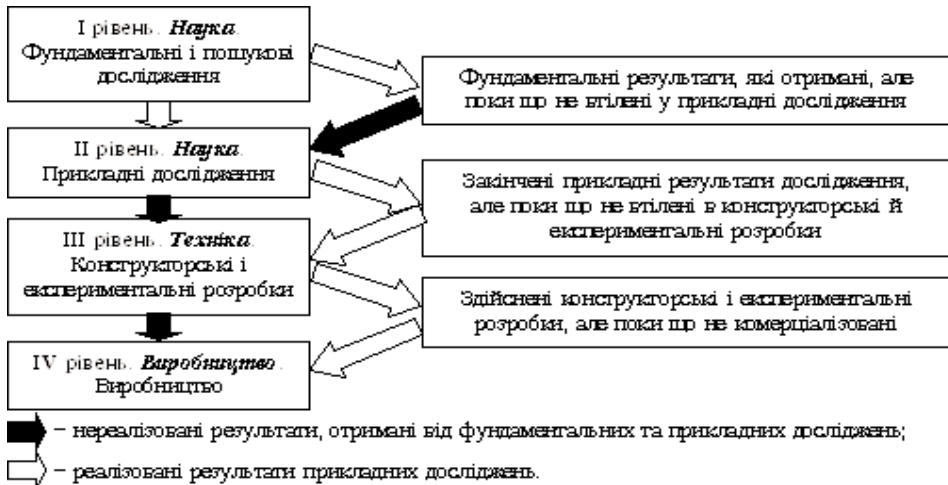 I рівень. Наука.
Фундаментальні і пошукові
дослідження
Фундаментальні результати, які отримані, але
поки що не втілені у прикладні дослідження
II рівень. Наука.
Прикладні дослідження
Закінчені прикладні результати дослідження,
але поки що не втілені в конструкторські й
експериментальні розробки
III рівень. Техніка.
Конструкторські і
експериментальні розробки
Здійснені конструкторські і експериментальні
розробки, але поки що не комерціалізовані
IV рівень. Виробництво.
Виробництво
– нереалізовані результати, отримані від фундаментальних та прикладних досліджень;
– реалізовані результати прикладних досліджень.